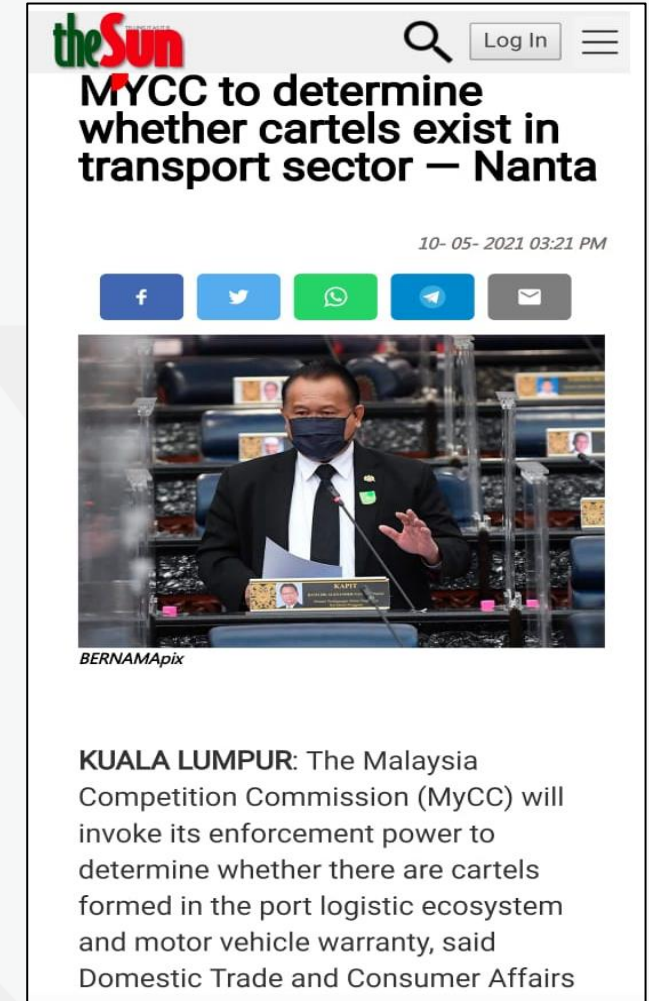 theSun
Log In
MYCC to determine
whether cartels exist in
transport sector — Nanta
10- 05- 2021 03:21 PM
KAPIT
BERNAMApix
KUALA LUMPUR: The Malaysia
Competition Commission (MyCC) will
invoke its enforcement power to
determine whether there are cartels
formed in the port logistic ecosystem
and motor vehicle warranty, said
Domestic Trade and Consumer Affairs